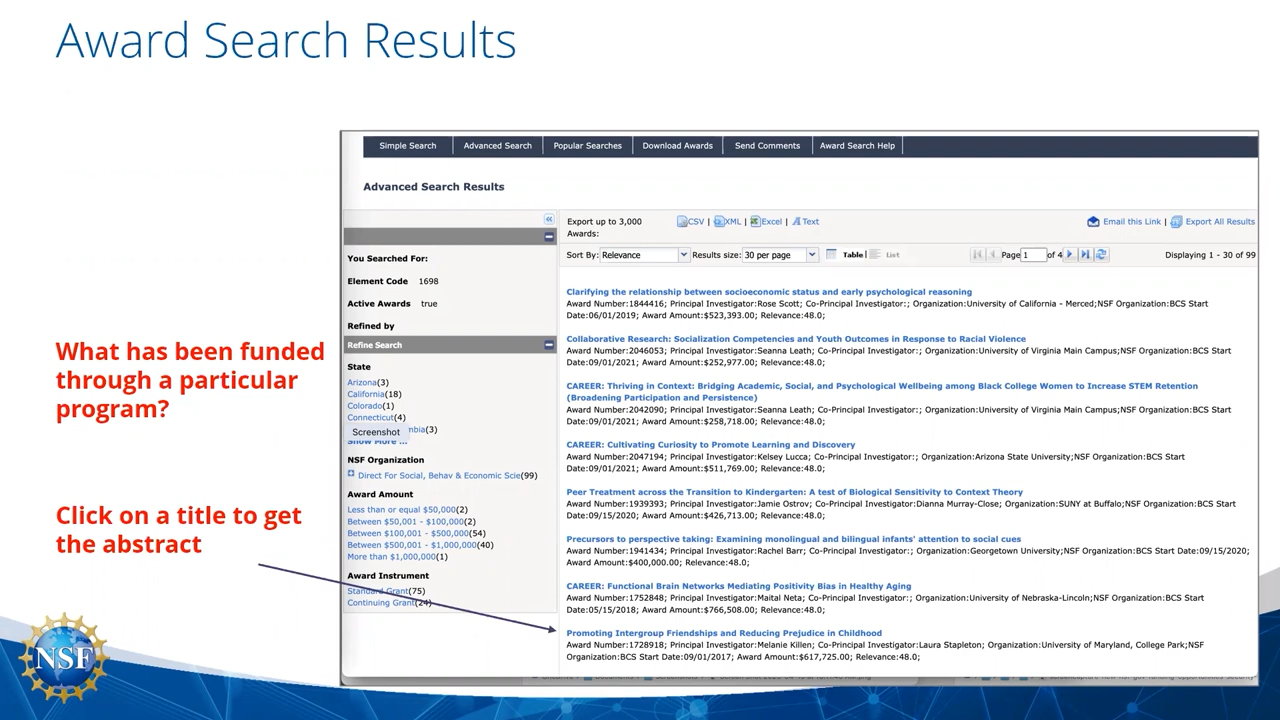 Award Search Results
Simple Search
Advanced Search
Popular Searches
Download Awards
Send Comments
Award Search Help
Advanced Search Results
You Searched For:
Element Code 1698
Active Awards true
Refined by
Refine Search
State
Arizona(3)
California(18)
Colorado(1)
Connecticut(4)
Screenshot
mbia(3)
Show More ...
NSF Organization
Direct For Social, Behav & Economic Scie(99)
Award Amount
Less than or equal $50,000(2)
Between $50,001 - $100,000(2)
Between $100,001 - $500,000(54)
Between $500,001 - $1,000,000(40)
More than $1,000,000(1)
Award Instrument
Standard Grant(75)
Continuing Grant(24)
Export up to 3,000 CSV | XML | Excel | Text
Awards:
Email this Link | Export All Results
Sort By: Relevance Results size: 30 per page Table | List Page 1 of 4 Displaying 1 - 30 of 99
Clarifying the relationship between socioeconomic status and early psychological reasoning
Award Number:1844416; Principal Investigator:Rose Scott; Co-Principal Investigator:; Organization:University of California - Merced;NSF Organization:BCS Start
Date:06/01/2019; Award Amount:$523,393.00; Relevance:48.0;
Collaborative Research: Socialization Competencies and Youth Outcomes in Response to Racial Violence
Award Number:2046053; Principal Investigator:Seanna Leath; Co-Principal Investigator:; Organization:University of Virginia Main Campus;NSF Organization:BCS Start
Date:09/01/2021; Award Amount:$252,977.00; Relevance:48.0;
CAREER: Thriving in Context: Bridging Academic, Social, and Psychological Wellbeing among Black College Women to Increase STEM Retention
(Broadening Participation and Persistence)
Award Number:2042090; Principal Investigator:Seanna Leath; Co-Principal Investigator:; Organization:University of Virginia Main Campus;NSF Organization:BCS Start
Date:09/01/2021; Award Amount:$258,718.00; Relevance:48.0;
CAREER: Cultivating Curiosity to Promote Learning and Discovery
Award Number:2047194; Principal Investigator:Kelsey Lucca; Co-Principal Investigator:; Organization:Arizona State University;NSF Organization:BCS Start
Date:09/01/2021; Award Amount:$511,769.00; Relevance:48.0;
Peer Treatment across the Transition to Kindergarten: A test of Biological Sensitivity to Context Theory
Award Number:1939393; Principal Investigator:Jamie Ostrov; Co-Principal Investigator:Dianna Murray-Close; Organization:SUNY at Buffalo;NSF Organization:BCS Start
Date:09/15/2020; Award Amount:$426,713.00; Relevance:48.0;
Precursors to perspective taking: Examining monolingual and bilingual infants' attention to social cues
Award Number:1941434; Principal Investigator:Rachel Barr; Co-Principal Investigator:; Organization:Georgetown University;NSF Organization:BCS Start Date:09/15/2020;
Award Amount:$400,000.00; Relevance:48.0;
CAREER: Functional Brain Networks Mediating Positivity Bias in Healthy Aging
Award Number:1752848; Principal Investigator:Maital Neta; Co-Principal Investigator:; Organization:University of Nebraska-Lincoln;NSF Organization:BCS Start
Date:05/15/2018; Award Amount:$766,508.00; Relevance:48.0;
Promoting Intergroup Friendships and Reducing Prejudice in Childhood
Award Number:1728918; Principal Investigator:Melanie Killen; Co-Principal Investigator:Laura Stapleton; Organization:University of Maryland, College Park;NSF
Organization:BCS Start Date:09/01/2017; Award Amount:$617,725.00; Relevance:48.0;
What has been funded
through a particular
program?
Click on a title to get
the abstract
NSF